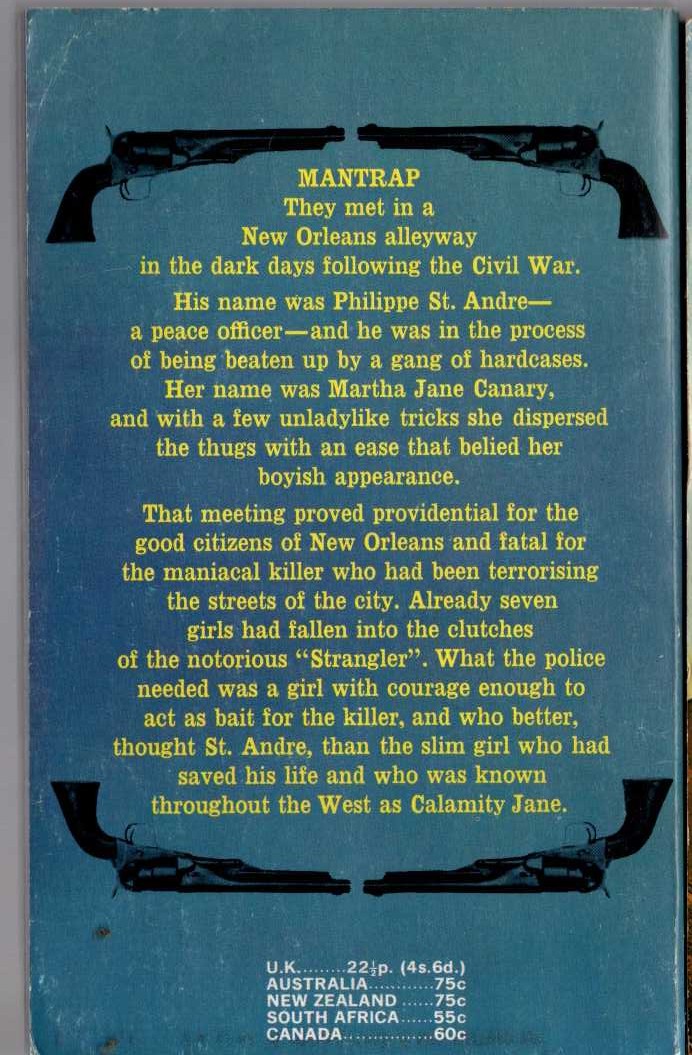 MANTRAP
They met in a
New Orleans alleyway
in the dark days following the Civil War.
His name was Philippe St. Andre—
a peace officer—and he was in the process
of being beaten up by a gang of hardcases.
Her name was Martha Jane Canary,
and with a few unladylike tricks she dispersed
the thugs with an ease that belied her
boyish appearance.
That meeting proved providential for the
good citizens of New Orleans and fatal for
the maniacal killer who had been terrorising
the streets of the city. Already seven
girls had fallen into the clutches
of the notorious “Strangler”. What the police
needed was a girl with courage enough to
act as bait for the killer, and who better,
thought St. Andre, than the slim girl who had
saved his life and who was known
throughout the West as Calamity Jane.
U.K.........22½p. (4s.6d.)
AUSTRALIA............75c
NEW ZEALAND ......75c
SOUTH AFRICA......55c
CANADA................60c